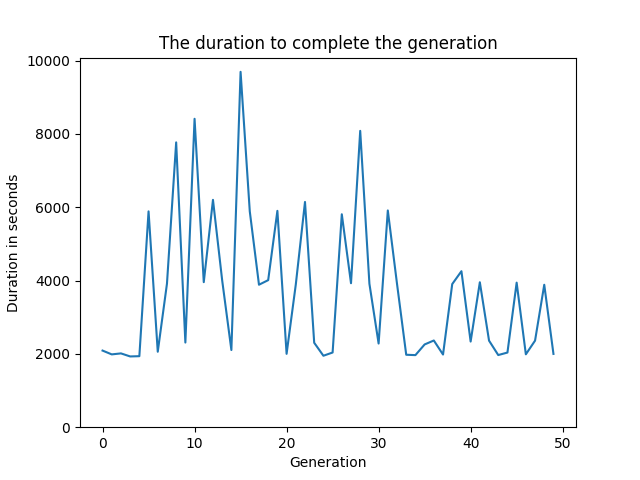 The duration to complete the generation
10000
8000
6000
4000
2000
0
Duration in seconds
0 10 20 30 40 50
Generation